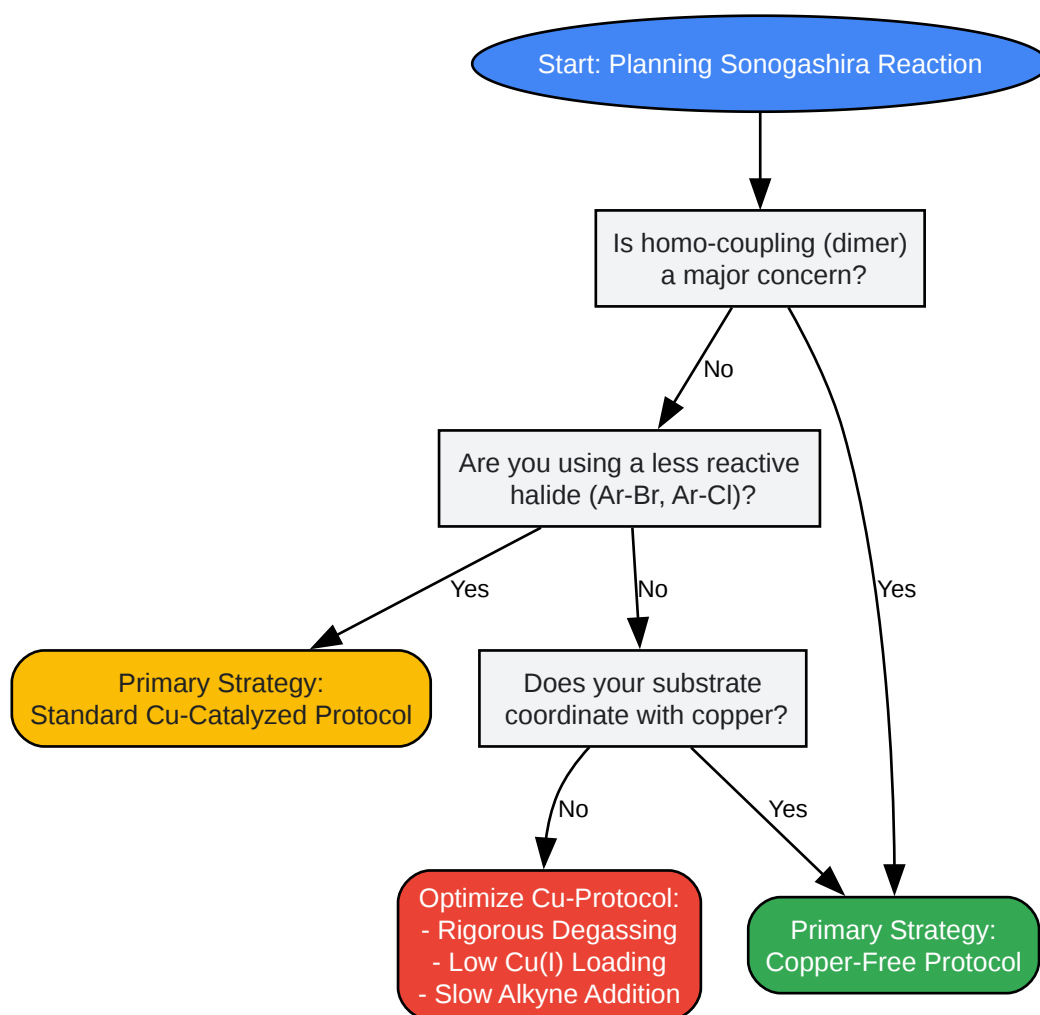 Start: Planning Sonogashira Reaction
Is homo-coupling (dimer)
a major concern?
No
Are you using a less reactive
halide (Ar-Br, Ar-Cl)?
Yes
No
Yes
Primary Strategy:
Standard Cu-Catalyzed Protocol
Does your substrate
coordinate with copper?
No
Yes
Optimize Cu-Protocol:
- Rigorous Degassing
- Low Cu(I) Loading
- Slow Alkyne Addition
Primary Strategy:
Copper-Free Protocol